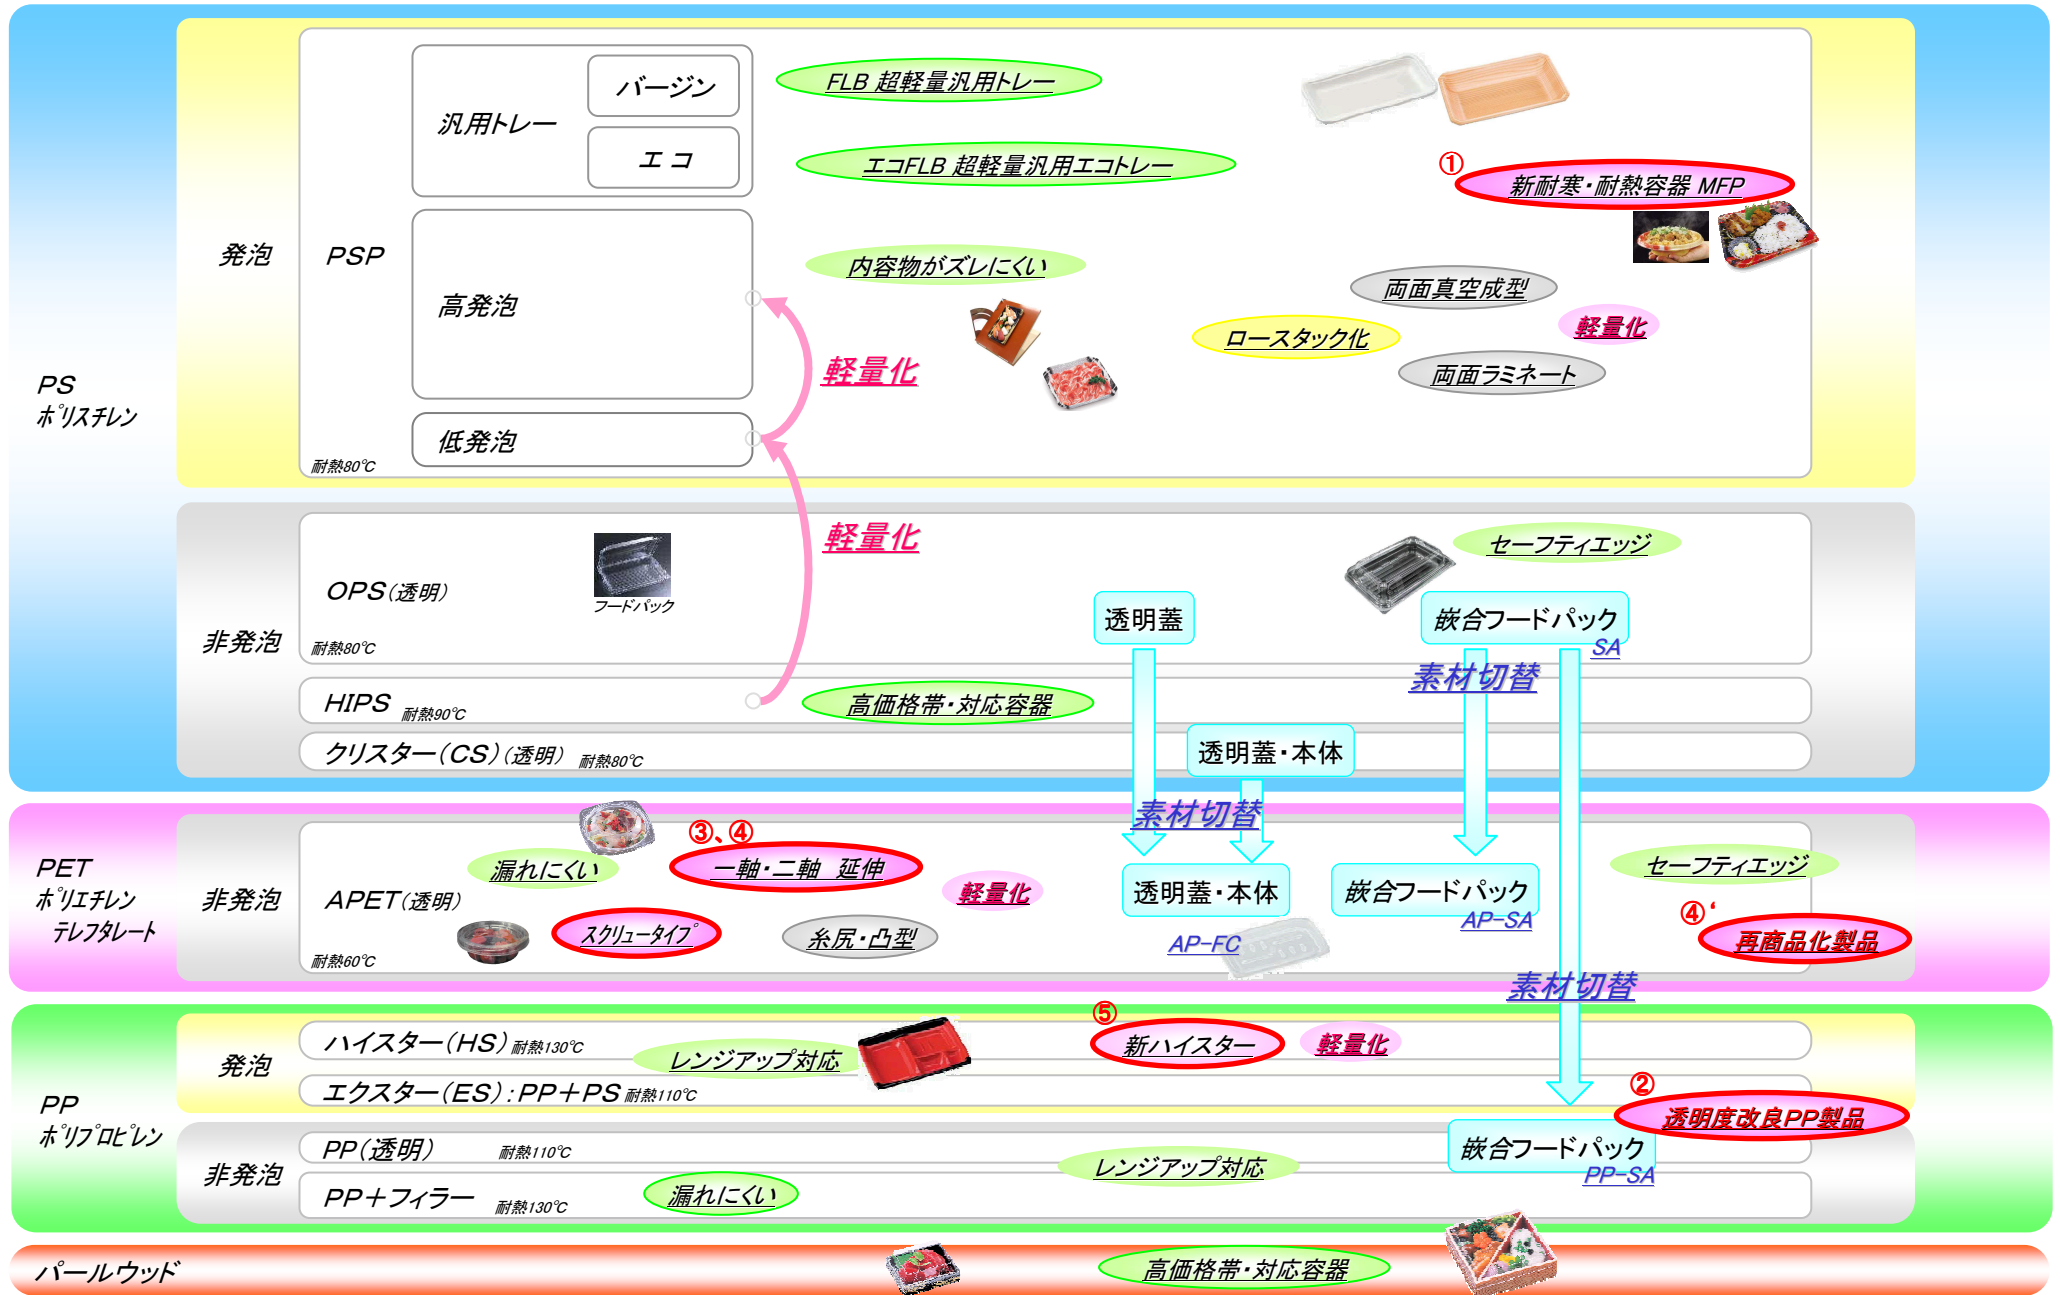 PS
ポリスチレン
発泡
PSP
耐熱80℃
汎用トレー
バージン
エコ
高発泡
低発泡
FLB 超軽量汎用トレー
エコFLB 超軽量汎用エコトレー
①
新耐寒・耐熱容器 MFP
内容物がズレにくい
両面真空成型
ロースタック化
軽量化
両面ラミネート
軽量化
軽量化
非発泡
OPS(透明)
耐熱80℃
フードパック
セーフティエッジ
透明蓋
嵌合フードパック
SA
素材切替
HIPS 耐熱90℃
高価格帯・対応容器
クリスター(CS)(透明) 耐熱80℃
透明蓋・本体
素材切替
PET
ポリエチレン
テレフタレート
非発泡
APET(透明)
耐熱60℃
漏れにくい
③、④
一軸・二軸 延伸
軽量化
スクリュータイプ
糸尻・凸型
透明蓋・本体
AP-FC
嵌合フードパック
AP-SA
セーフティエッジ
④‘
再商品化製品
素材切替
PP
ポリプロピレン
発泡
ハイスター(HS) 耐熱130℃
レンジアップ対応
⑤
新ハイスター
軽量化
エクスター(ES):PP+PS 耐熱110℃
②
透明度改良PP製品
非発泡
PP(透明) 耐熱110℃
レンジアップ対応
嵌合フードパック
PP-SA
PP+フィラー 耐熱130℃
漏れにくい
パールウッド
高価格帯・対応容器